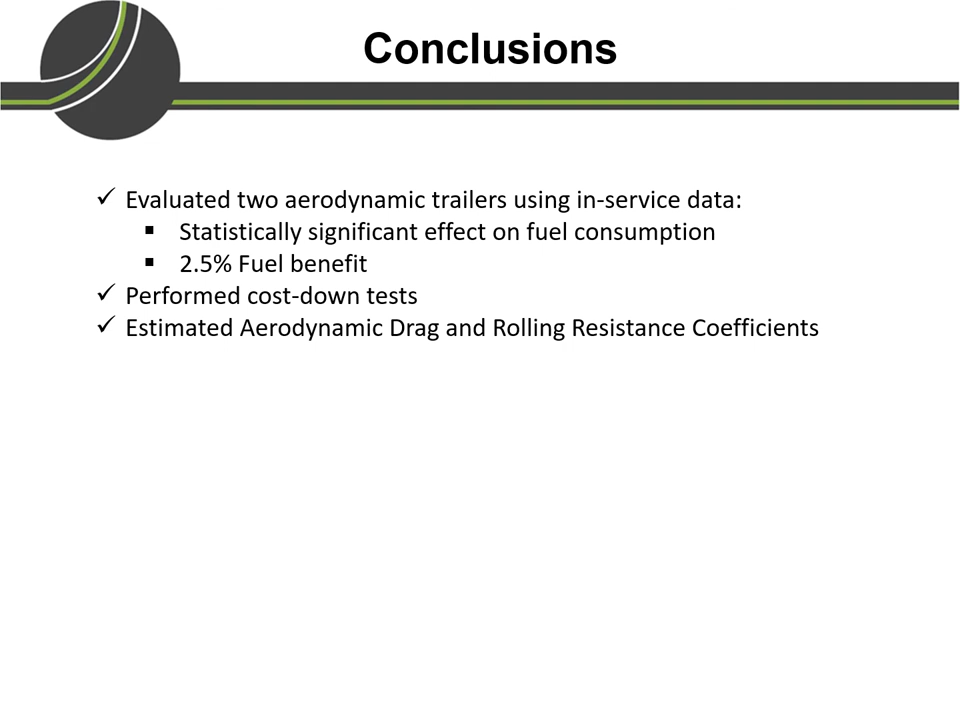 Conclusions
✓ Evaluated two aerodynamic trailers using in-service data:
▪ Statistically significant effect on fuel consumption
▪ 2.5% Fuel benefit
✓ Performed cost-down tests
✓ Estimated Aerodynamic Drag and Rolling Resistance Coefficients